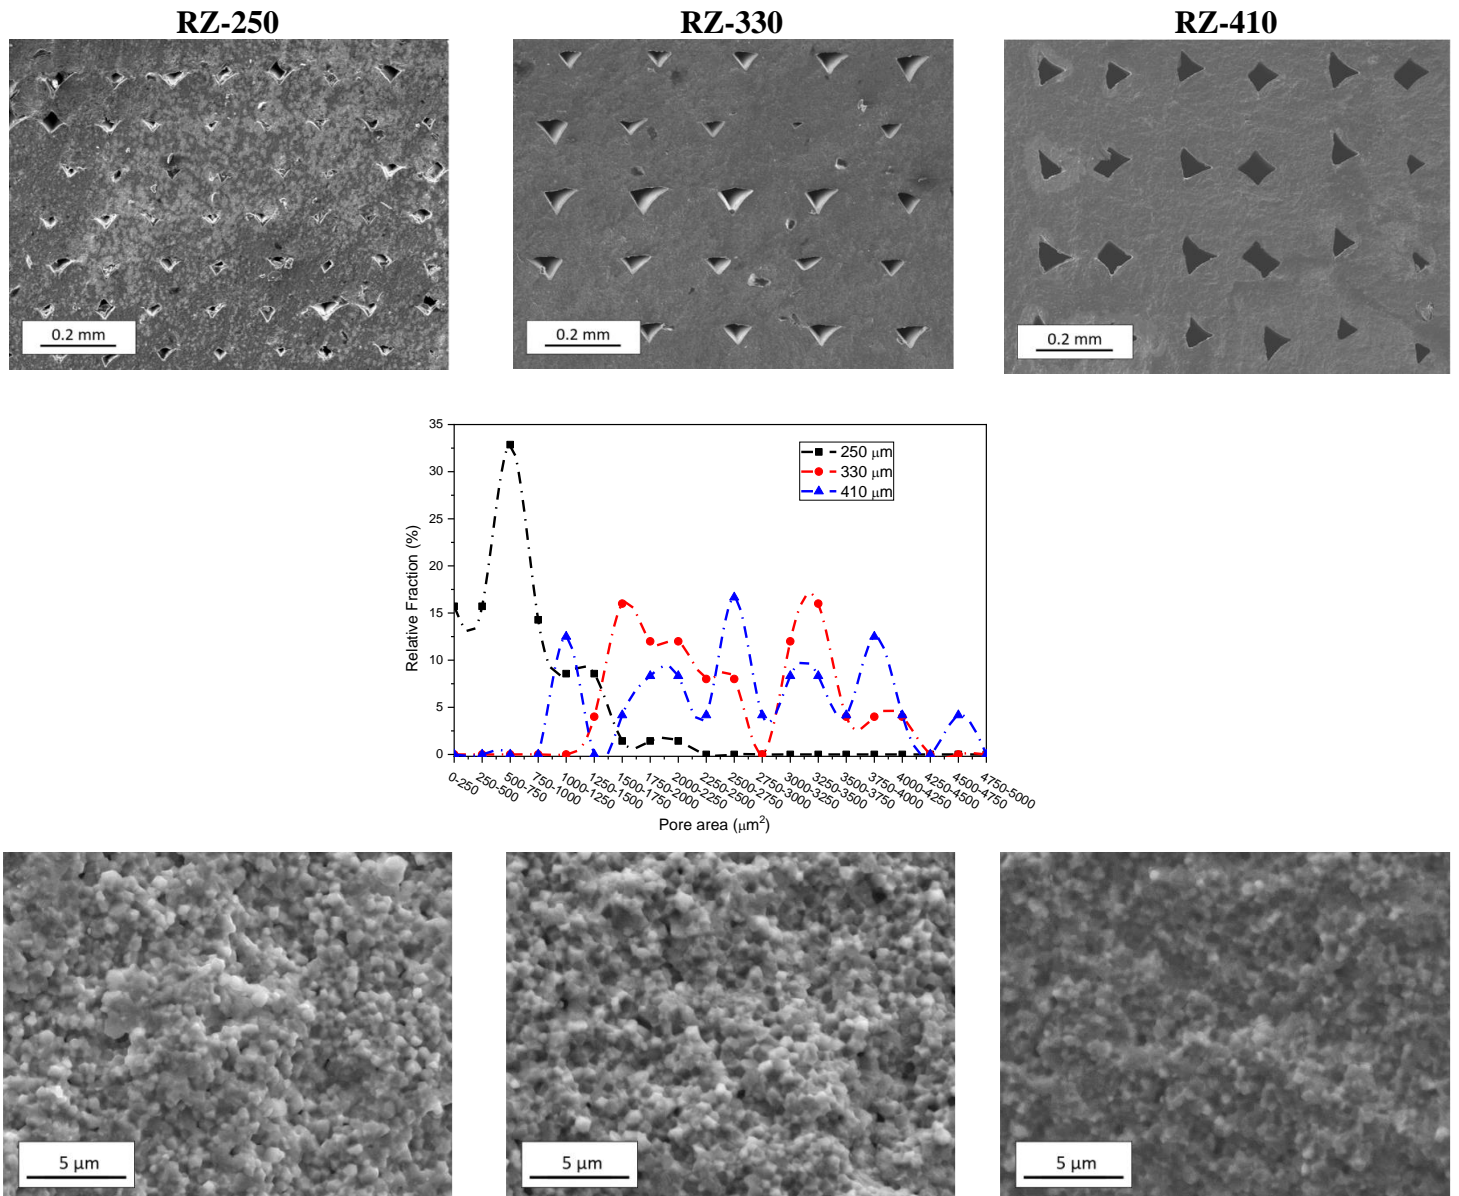 RZ-250 RZ-330 RZ-410
0.2 mm 0.2 mm 0.2 mm
35
30
25
20
15
10
5
0
Relative Fraction (%)
250 μm
330 μm
410 μm
0-250 250-500 500-750 750-1000 1000-1250 1250-1500 1500-1750 1750-2000 2000-2250 2250-2500 2500-2750 2750-3000 3000-3250 3250-3500 3500-3750 3750-4000 4000-4250 4250-4500 4500-4750 4750-5000
Pore area (μm²)
5 μm 5 μm 5 μm